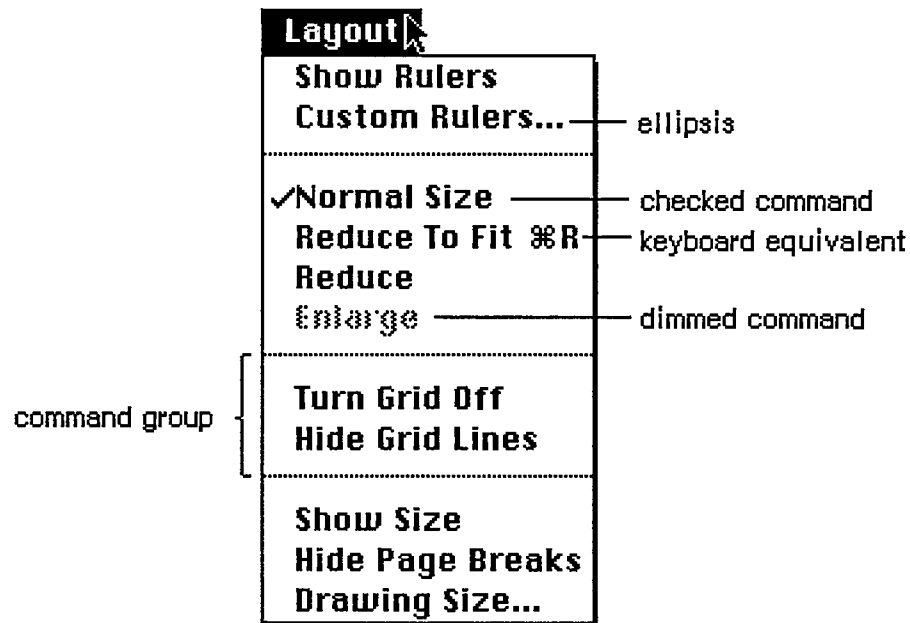 Layout
Show Rulers
Custom Rulers...
ellipsis
✓Normal Size
checked command
Reduce To Fit ⌘R
keyboard equivalent
Reduce
Enlarge
dimmed command
command group
Turn Grid Off
Hide Grid Lines
Show Size
Hide Page Breaks
Drawing Size...